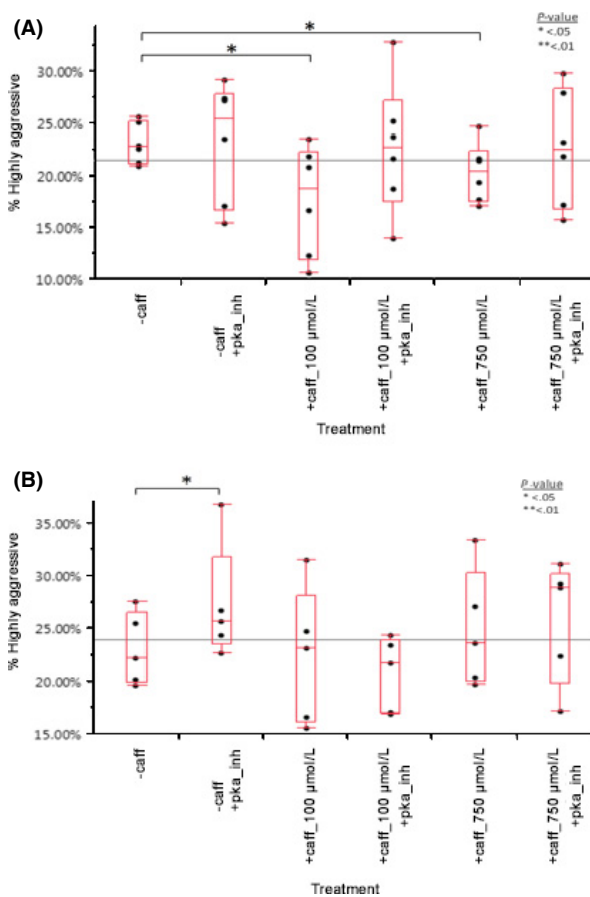 (A)
*
*
P-value
* <.05
**<.01
% Highly aggressive
30.00%
25.00%
20.00%
15.00%
10.00%
-caff
-caff
+pka_inh
+caff_100 µmol/L
+caff_100 µmol/L
+pka_inh
+caff_750 µmol/L
+caff_750 µmol/L
+pka_inh
Treatment
(B)
*
P-value
* <.05
**<.01
% Highly aggressive
35.00%
30.00%
25.00%
20.00%
15.00%
-caff
-caff
+pka_inh
+caff_100 µmol/L
+caff_100 µmol/L
+pka_inh
+caff_750 µmol/L
+caff_750 µmol/L
+pka_inh
Treatment